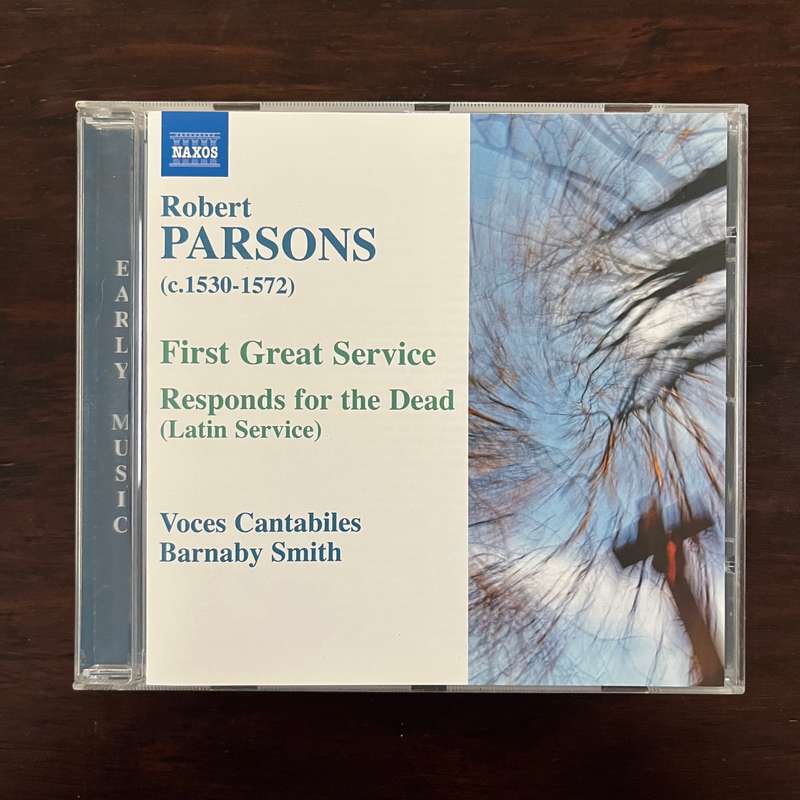 NAXOS
Robert
PARSONS
(c.1530-1572)
First Great Service
Responds for the Dead
(Latin Service)
Voces Cantabiles
Barnaby Smith
EARLY MUSIC